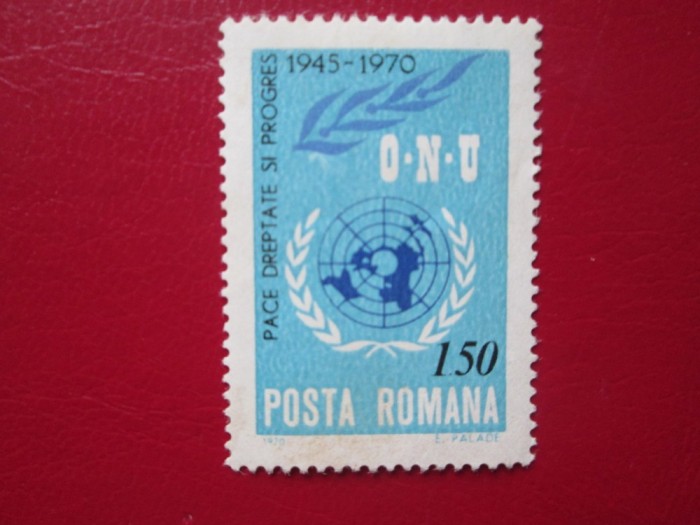 PACE DREPTATE SI PROGRES
1945-1970
O·N·U
1.50
POSTA ROMANA
1970
E. PALADE